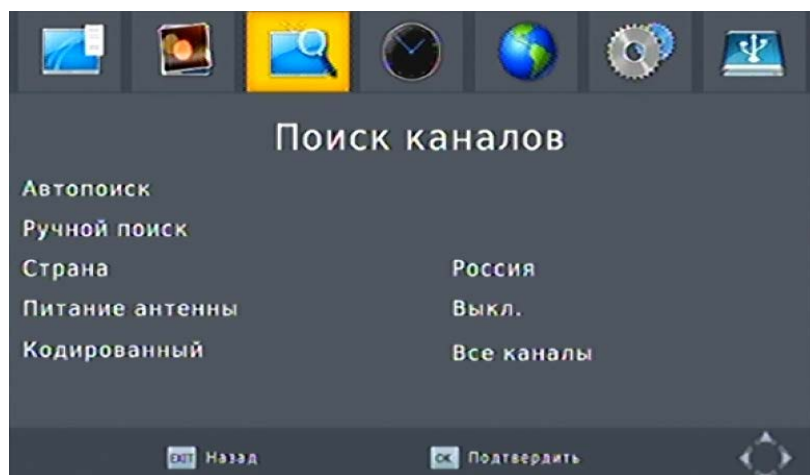 Поиск каналов
Автопоиск
Ручной поиск
Страна Россия
Питание антенны Выкл.
Кодированный Все каналы
EXIT Назад OK Подтвердить